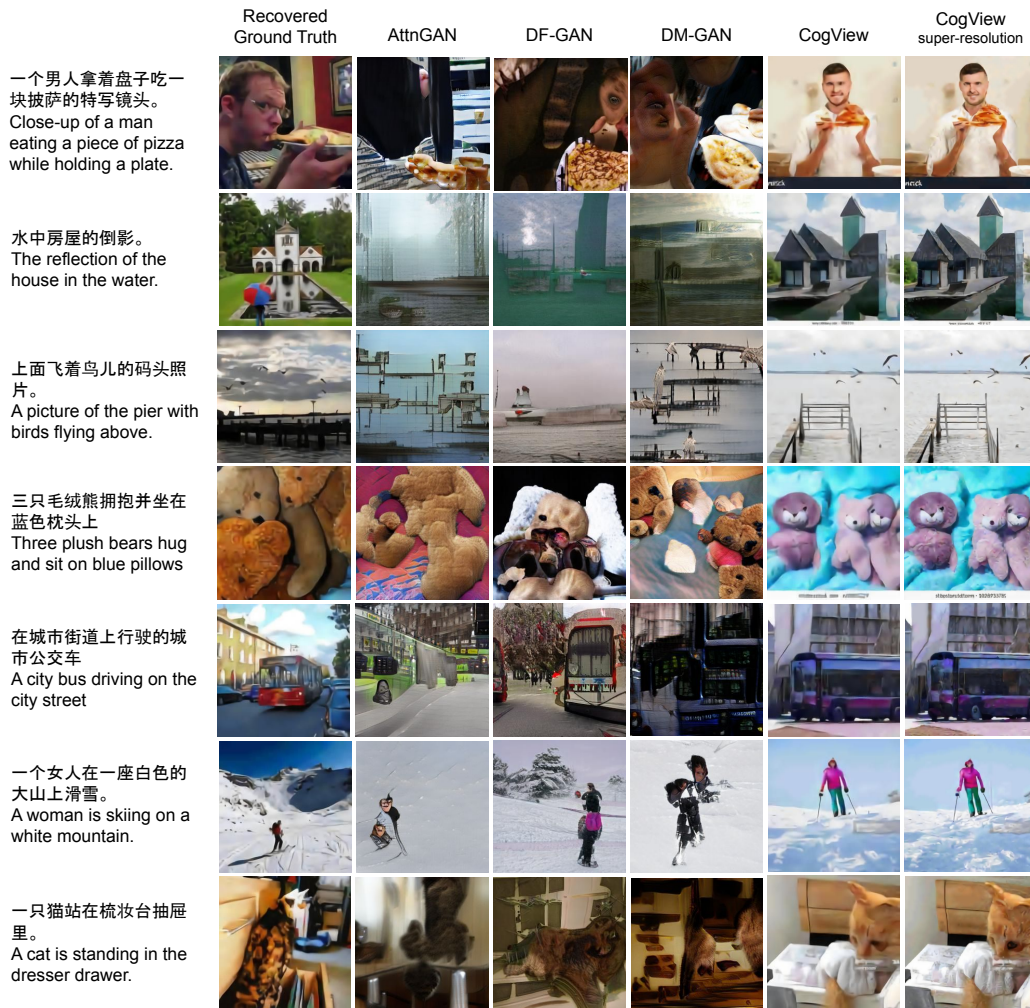 Recovered
Ground Truth
AttnGAN
DF-GAN
DM-GAN
CogView
CogView
super-resolution
一个男人拿着盘子吃一
块披萨的特写镜头。
Close-up of a man
eating a piece of pizza
while holding a plate.
水中房屋的倒影。
The reflection of the
house in the water.
上面飞着鸟儿的码头照
片。
A picture of the pier with
birds flying above.
三只毛绒熊拥抱并坐在
蓝色枕头上
Three plush bears hug
and sit on blue pillows
在城市街道上行驶的城
市公交车
A city bus driving on the
city street
一个女人在一座白色的
大山上滑雪。
A woman is skiing on a
white mountain.
一只猫站在梳妆台抽屉
里。
A cat is standing in the
dresser drawer.